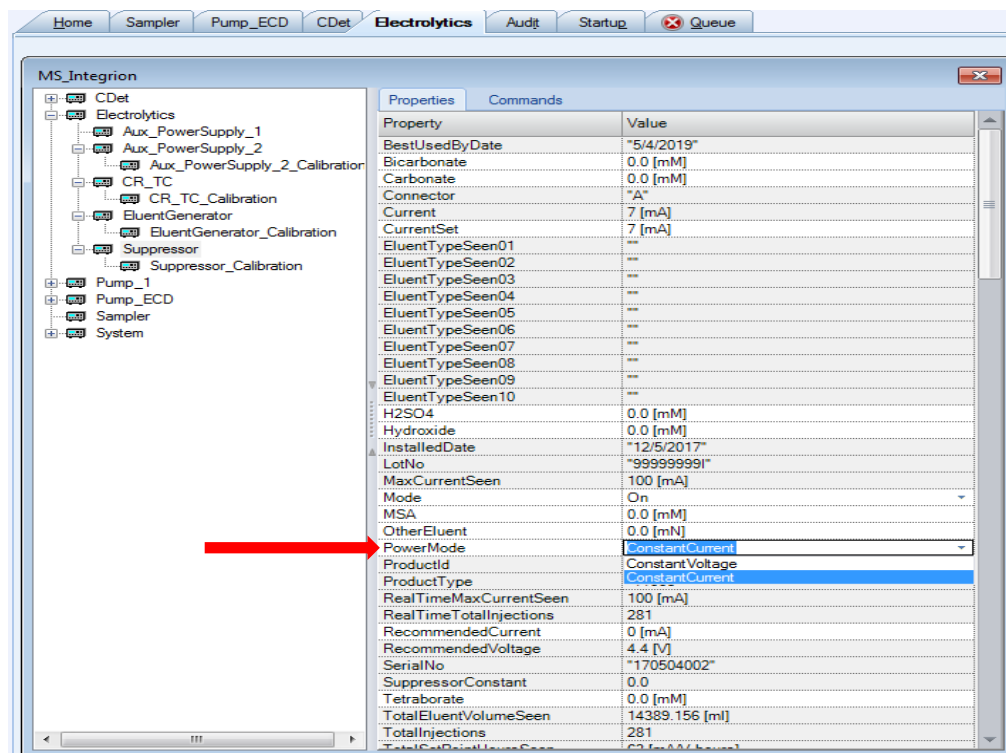 Home Sampler Pump_ECD CDet Electrolytics Audit Startup Queue
MS_Integrion
CDet
Electrolytics
Aux_PowerSupply_1
Aux_PowerSupply_2
Aux_PowerSupply_2_Calibration
CR_TC
CR_TC_Calibration
EluentGenerator
EluentGenerator_Calibration
Suppressor
Suppressor_Calibration
Pump_1
Pump_ECD
Sampler
System
Properties Commands
Property Value
BestUsedByDate "5/4/2019"
Bicarbonate 0.0 [mM]
Carbonate 0.0 [mM]
Connector "A"
Current 7 [mA]
CurrentSet 7 [mA]
EluentTypeSeen01 ""
EluentTypeSeen02 ""
EluentTypeSeen03 ""
EluentTypeSeen04 ""
EluentTypeSeen05 ""
EluentTypeSeen06 ""
EluentTypeSeen07 ""
EluentTypeSeen08 ""
EluentTypeSeen09 ""
EluentTypeSeen10 ""
H2SO4 0.0 [mM]
Hydroxide 0.0 [mM]
InstalledDate "12/5/2017"
LotNo "99999999I"
MaxCurrentSeen 100 [mA]
Mode On
MSA 0.0 [mM]
OtherEluent 0.0 [mN]
PowerMode ConstantCurrent
ProductId ConstantVoltage
ProductType ConstantCurrent
RealTimeMaxCurrentSeen 100 [mA]
RealTimeTotalInjections 281
RecommendedCurrent 0 [mA]
RecommendedVoltage 4.4 [V]
SerialNo "170504002"
SuppressorConstant 0.0
Tetraborate 0.0 [mM]
TotalEluentVolumeSeen 14389.156 [ml]
TotalInjections 281